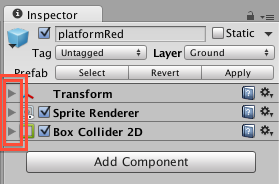 Inspector
platformRed Static
Tag Untagged Layer Ground
Prefab Select Revert Apply
Transform
Sprite Renderer
Box Collider 2D
Add Component